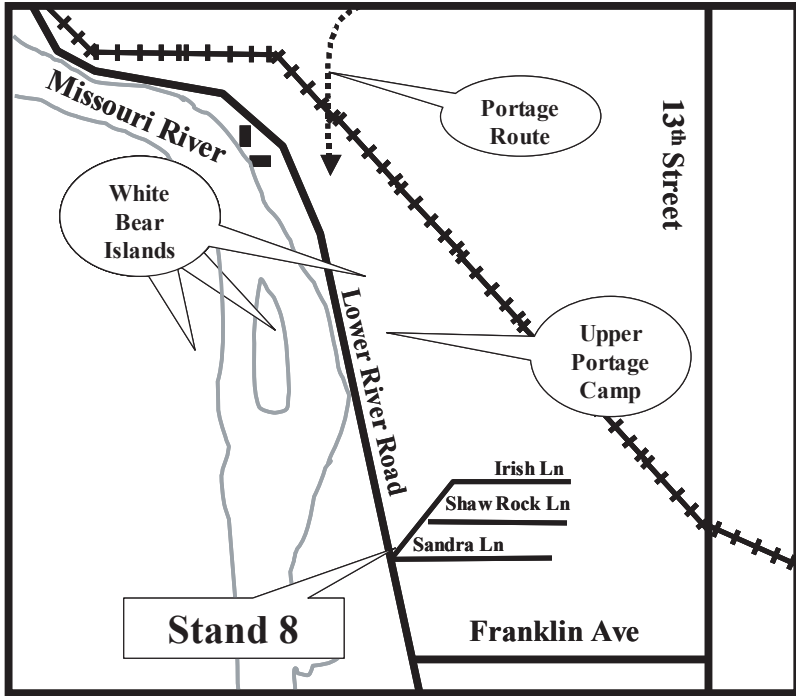 Missouri River
Portage
Route
13th Street
White
Bear
Islands
Lower River Road
Upper
Portage
Camp
Irish Ln
Shaw Rock Ln
Sandra Ln
Stand 8
Franklin Ave